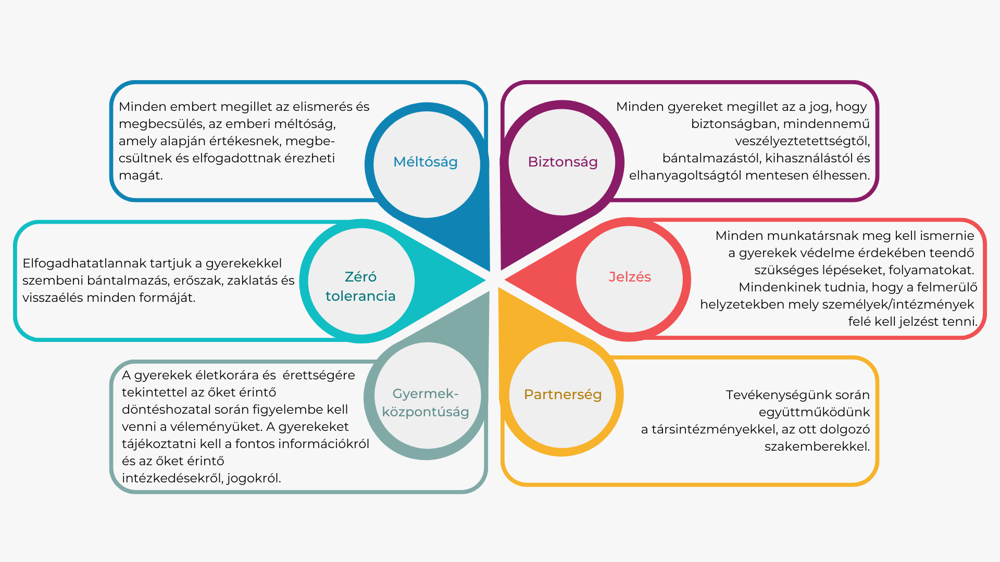 Minden embert megillet az elismerés és
megbecsülés, az emberi méltóság,
amely alapján értékesnek, megbe-
csültnek és elfogadottnak érezheti
magát.
Méltóság
Biztonság
Minden gyereket megillet az a jog, hogy
biztonságban, mindennemű
veszélyeztetettségtől,
bántalmazástól, kihasználástól és
elhanyagoltságtól mentesen élhessen.
Elfogadhatatlannak tartjuk a gyerekekkel
szembeni bántalmazás, erőszak, zaklatás és
visszaélés minden formáját.
Zéró
tolerancia
Jelzés
Minden munkatársnak meg kell ismernie
a gyerekek védelme érdekében teendő
szükséges lépéseket, folyamatokat.
Mindenkinek tudnia, hogy a felmerülő
helyzetekben mely személyek/intézmények
felé kell jelzést tenni.
A gyerekek életkorára és  érettségére
tekintettel az őket érintő
döntéshozatal során figyelembe kell
venni a véleményüket. A gyerekeket
tájékoztatni kell a fontos információkról
és az őket érintő
intézkedésekről, jogokról.
Gyermek-
központúság
Partnerség
Tevékenységünk során
együttműködünk
a társintézményekkel, az ott dolgozó
szakemberekkel.